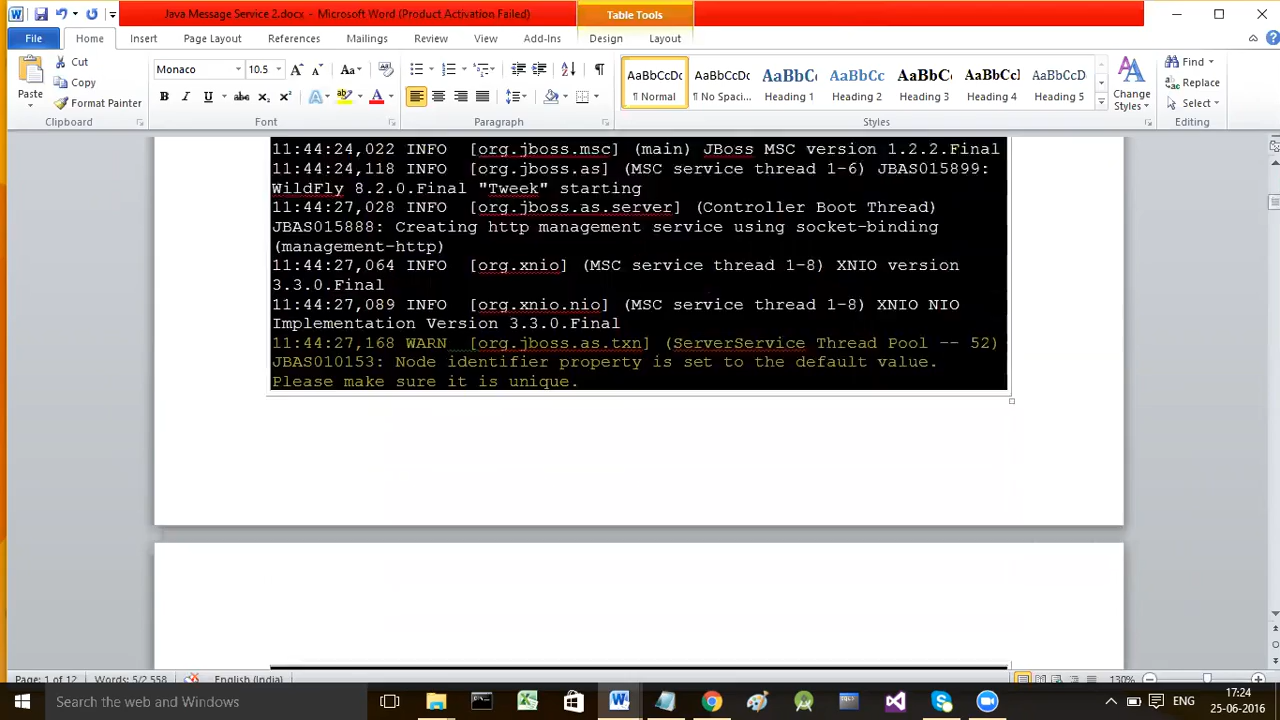 Java Message Service 2.docx - Microsoft Word (Product Activation Failed)
Table Tools
File Home Insert Page Layout References Mailings Review View Add-Ins Design Layout
Paste
Cut
Copy
Format Painter
Clipboard
Monaco 10.5
Font
Paragraph
AaBbCcDc AaBbCcDc AaBbCc AaBbCc AaBbCc AaBbCc AaBbCcD
¶ Normal ¶ No Spaci... Heading 1 Heading 2 Heading 3 Heading 4 Heading 5
Styles
Change Styles
Find
Replace
Select
Editing
11:44:24,022 INFO [org.jboss.msc] (main) JBoss MSC version 1.2.2.Final
11:44:24,118 INFO [org.jboss.as] (MSC service thread 1-6) JBAS015899:
WildFly 8.2.0.Final "Tweek" starting
11:44:27,028 INFO [org.jboss.as.server] (Controller Boot Thread)
JBAS015888: Creating http management service using socket-binding
(management-http)
11:44:27,064 INFO [org.xnio] (MSC service thread 1-8) XNIO version
3.3.0.Final
11:44:27,089 INFO [org.xnio.nio] (MSC service thread 1-8) XNIO NIO
Implementation Version 3.3.0.Final
11:44:27,168 WARN [org.jboss.as.txn] (ServerService Thread Pool -- 52)
JBAS010153: Node identifier property is set to the default value.
Please make sure it is unique.
Page: 1 of 12 Words: 5/2,558 English (India) 130%
Search the web and Windows
ENG
17:24
25-06-2016